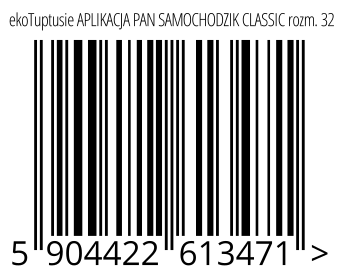 ekoTuptusie APLIKACJA PAN SAMOCHODZIK CLASSIC rozm. 32
5 904422 613471 >